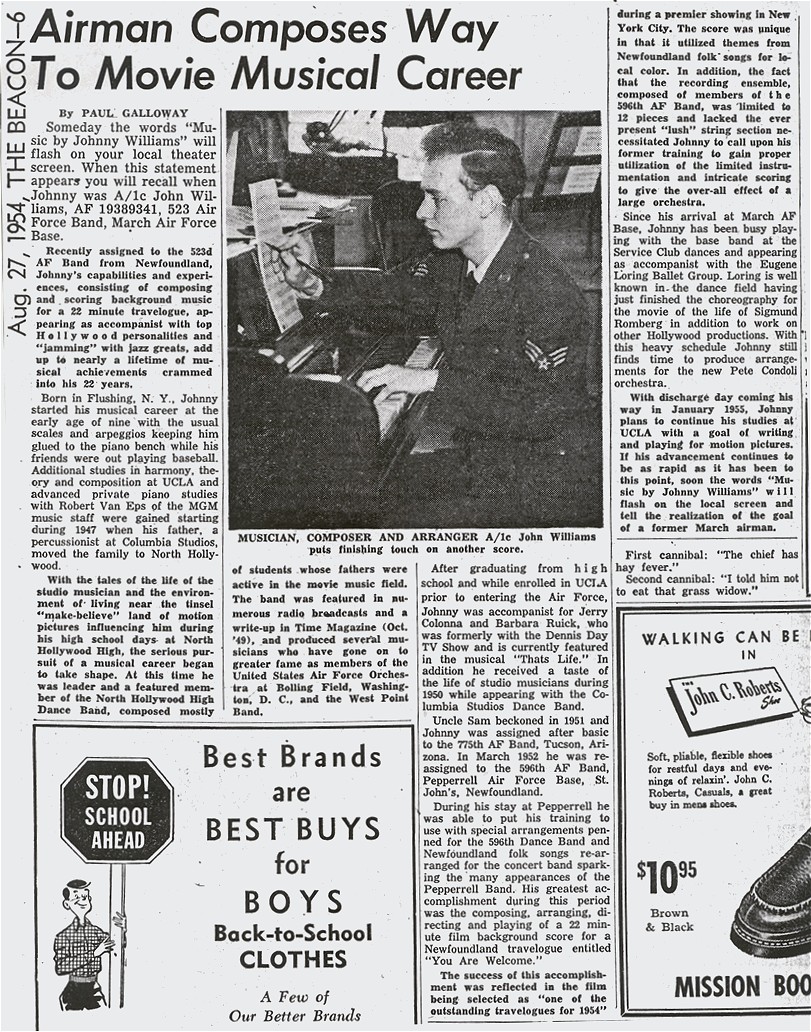 Aug. 27, 1954, THE BEACON–6
Airman Composes Way
To Movie Musical Career
By PAUL GALLOWAY
Someday the words "Mu-
sic by Johnny Williams" will
flash on your local theater
screen. When this statement
appears you will recall when
Johnny was A/1c John Wil-
liams, AF 19389341, 523 Air
Force Band, March Air Force
Base.
Recently assigned to the 523d
AF Band from Newfoundland,
Johnny's capabilities and experi-
ences, consisting of composing
and scoring background music
for a 22 minute travelogue, ap-
pearing as accompanist with top
Hollywood personalities and
"jamming" with jazz greats, add
up to nearly a lifetime of mu-
sical achievements crammed
into his 22 years.
Born in Flushing, N. Y., Johnny
started his musical career at the
early age of nine with the usual
scales and arpeggios keeping him
glued to the piano bench while his
friends were out playing baseball.
Additional studies in harmony, the-
ory and composition at UCLA and
advanced private piano studies
with Robert Van Eps of the MGM
music staff were gained starting
during 1947 when his father, a
percussionist at Columbia Studios,
moved the family to North Holly-
wood.
With the tales of the life of the
studio musician and the environ-
ment of living near the tinsel
"make-believe" land of motion
pictures influencing him during
his high school days at North
Hollywood High, the serious pur-
suit of a musical career began
to take shape. At this time he
was leader and a featured mem-
ber of the North Hollywood High
Dance Band, composed mostly
MUSICIAN, COMPOSER AND ARRANGER A/1c John Williams
puts finishing touch on another score.
of students whose fathers were
active in the movie music field.
The band was featured in nu-
merous radio broadcasts and a
write-up in Time Magazine (Oct.
'49), and produced several mu-
sicians who have gone on to
greater fame as members of the
United States Air Force Orches-
tra at Bolling Field, Washing-
ton, D. C., and the West Point
Band.
After graduating from high
school and while enrolled in UCLA
prior to entering the Air Force,
Johnny was accompanist for Jerry
Colonna and Barbara Ruick, who
was formerly with the Dennis Day
TV Show and is currently featured
in the musical "Thats Life." In
addition he received a taste of
the life of studio musicians during
1950 while appearing with the Co-
lumbia Studios Dance Band.
Uncle Sam beckoned in 1951 and
Johnny was assigned after basic
to the 775th AF Band, Tucson, Ari-
zona. In March 1952 he was re-
assigned to the 596th AF Band,
Pepperrell Air Force Base, St.
John's, Newfoundland.
During his stay at Pepperell he
was able to put his training to
use with special arrangements pen-
ned for the 596th Dance Band and
Newfoundland folk songs re-ar-
ranged for the concert band spark-
ing the many appearances of the
Pepperrell Band. His greatest ac-
complishment during this period
was the composing, arranging, di-
recting and playing of a 22 min-
ute film background score for a
Newfoundland travelogue entitled
"You Are Welcome."
The success of this accomplish-
ment was reflected in the film
being selected as "one of the
outstanding travelogues for 1954"
during a premier showing in New
York City. The score was unique
in that it utilized themes from
Newfoundland folk songs for lo-
cal color. In addition, the fact
that the recording ensemble,
composed of members of the
596th AF Band, was limited to
12 pieces and lacked the ever
present "lush" string section ne-
cessitated Johnny to call upon his
former training to gain proper
utilization of the limited instru-
mentation and intricate scoring
to give the over-all effect of a
large orchestra.
Since his arrival at March AF
Base, Johnny has been busy play-
ing with the base band at the
Service Club dances and appearing
as accompanist with the Eugene
Loring Ballet Group. Loring is well
known in the dance field having
just finished the choreography for
the movie of the life of Sigmund
Romberg in addition to work on
other Hollywood productions. With
this heavy schedule Johnny still
finds time to produce arrange-
ments for the new Pete Condoli
orchestra.
With discharge day coming his
way in January 1955, Johnny
plans to continue his studies at
UCLA with a goal of writing
and playing for motion pictures.
If his advancement continues to
be as rapid as it has been to
this point, soon the words "Mu-
sic by Johnny Williams" will
flash on the local screen and
tell the realization of the goal
of a former March airman.
First cannibal: "The chief has
hay fever."
Second cannibal: "I told him not
to eat that grass widow."
STOP!
SCHOOL
AHEAD
Best Brands
are
BEST BUYS
for
BOYS
Back-to-School
CLOTHES
A Few of
Our Better Brands
WALKING CAN BE
IN
THE
John C. Roberts
Shoe
Soft, pliable, flexible shoes
for restful days and eve-
nings of relaxin'. John C.
Roberts, Casuals, a great
buy in mens shoes.
$10 95
Brown
& Black
MISSION BOO